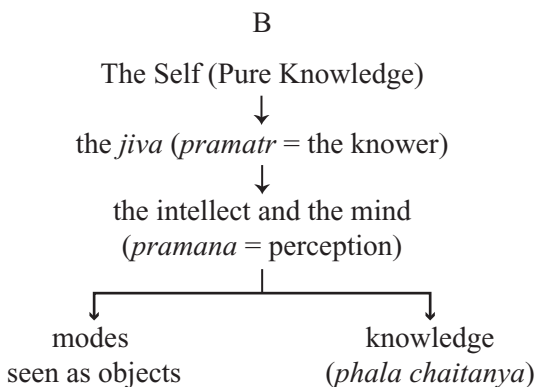 B
The Self (Pure Knowledge)
the jiva (pramatr = the knower)
the intellect and the mind
(pramana = perception)
modes
seen as objects
knowledge
(phala chaitanya)